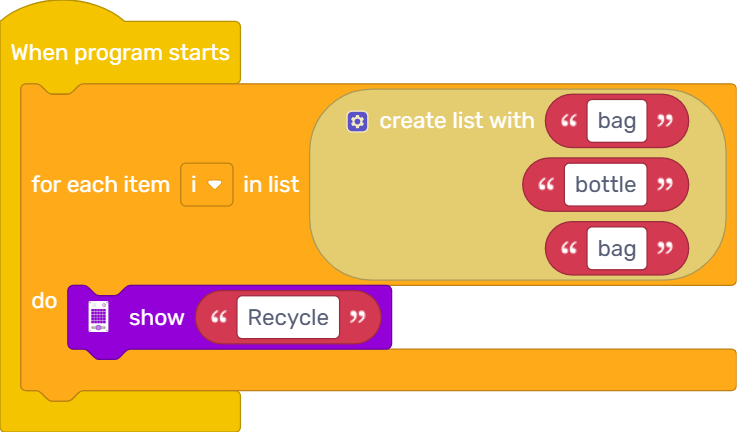 When program starts
create list with “ bag ”
for each item i in list “ bottle ”
“ bag ”
do
show “ Recycle ”